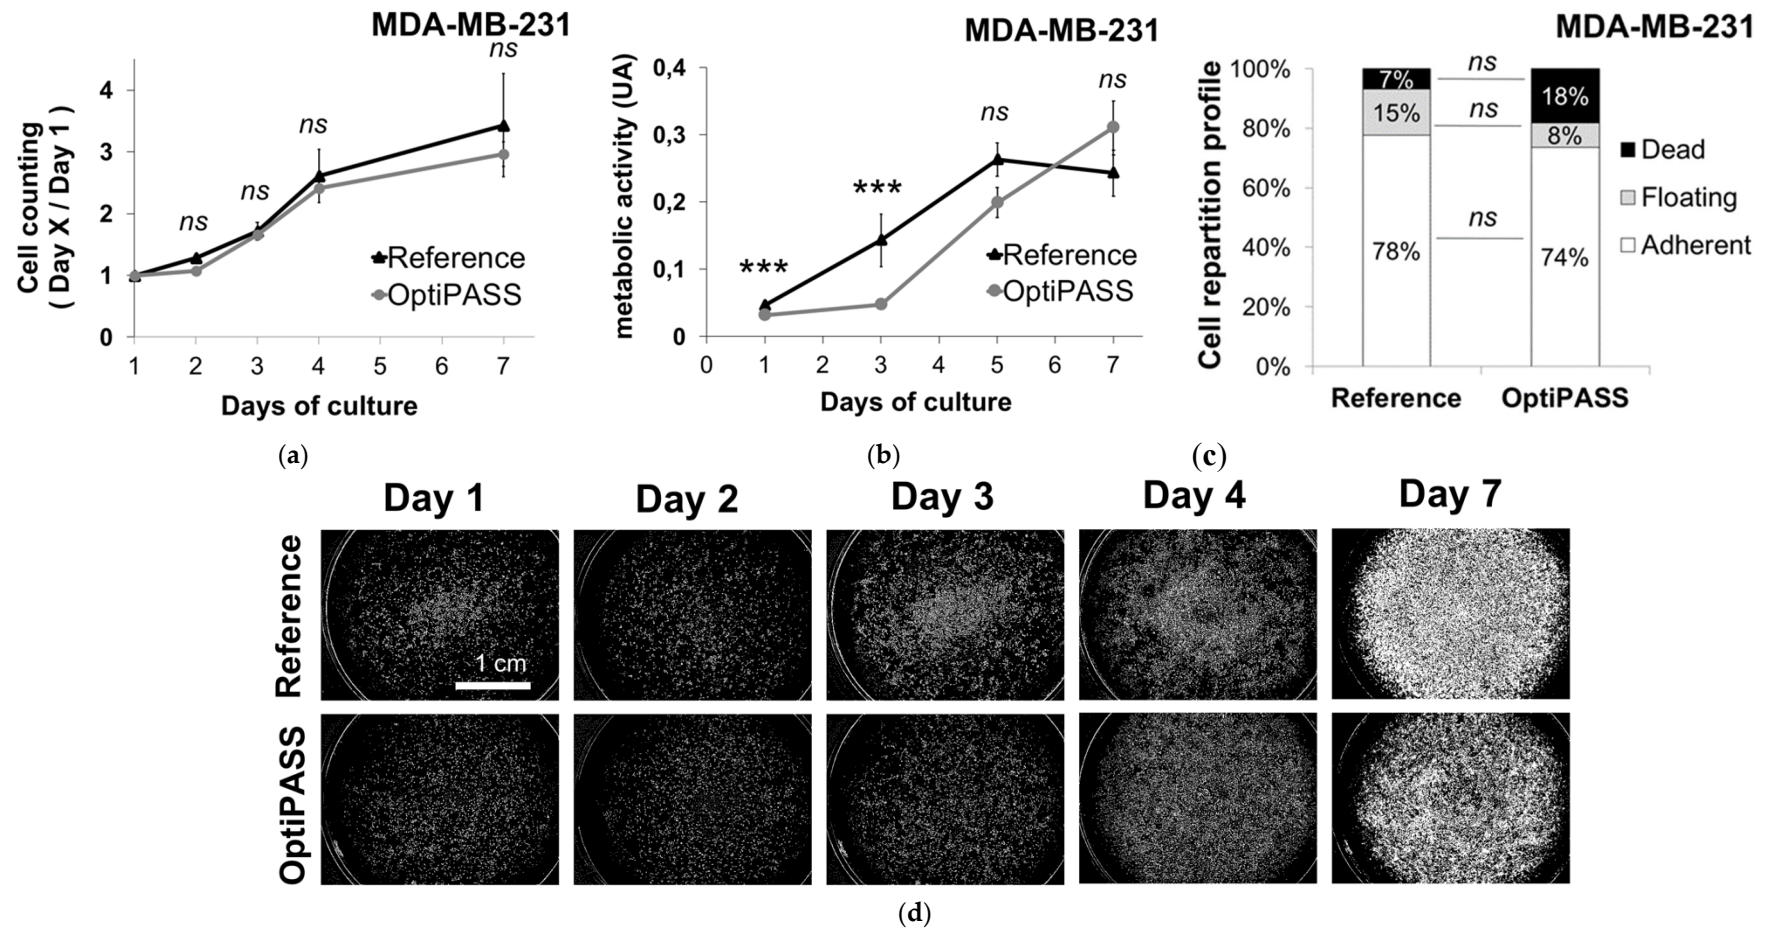 MDA-MB-231
Cell counting
( Day X / Day 1 )
4
3
2
1
0
ns
ns
ns
ns
Reference
OptiPASS
1 2 3 4 5 6 7
Days of culture
(a)
MDA-MB-231
metabolic activity (UA)
0,4
0,3
0,2
0,1
0
***
***
ns
ns
Reference
OptiPASS
0 1 2 3 4 5 6 7
Days of culture
(b)
MDA-MB-231
Cell repartition profile
100%
80%
60%
40%
20%
0%
7%
15%
78%
ns
ns
ns
18%
8%
74%
Dead
Floating
Adherent
Reference OptiPASS
(c)
Day 1 Day 2 Day 3 Day 4 Day 7
Reference
1 cm
OptiPASS
(d)